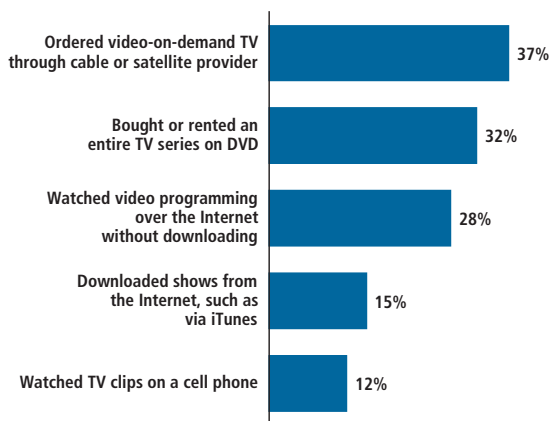 Ordered video-on-demand TV
through cable or satellite provider
37%
Bought or rented an
entire TV series on DVD
32%
Watched video programming
over the Internet
without downloading
28%
Downloaded shows from
the Internet, such as
via iTunes
15%
Watched TV clips on a cell phone
12%